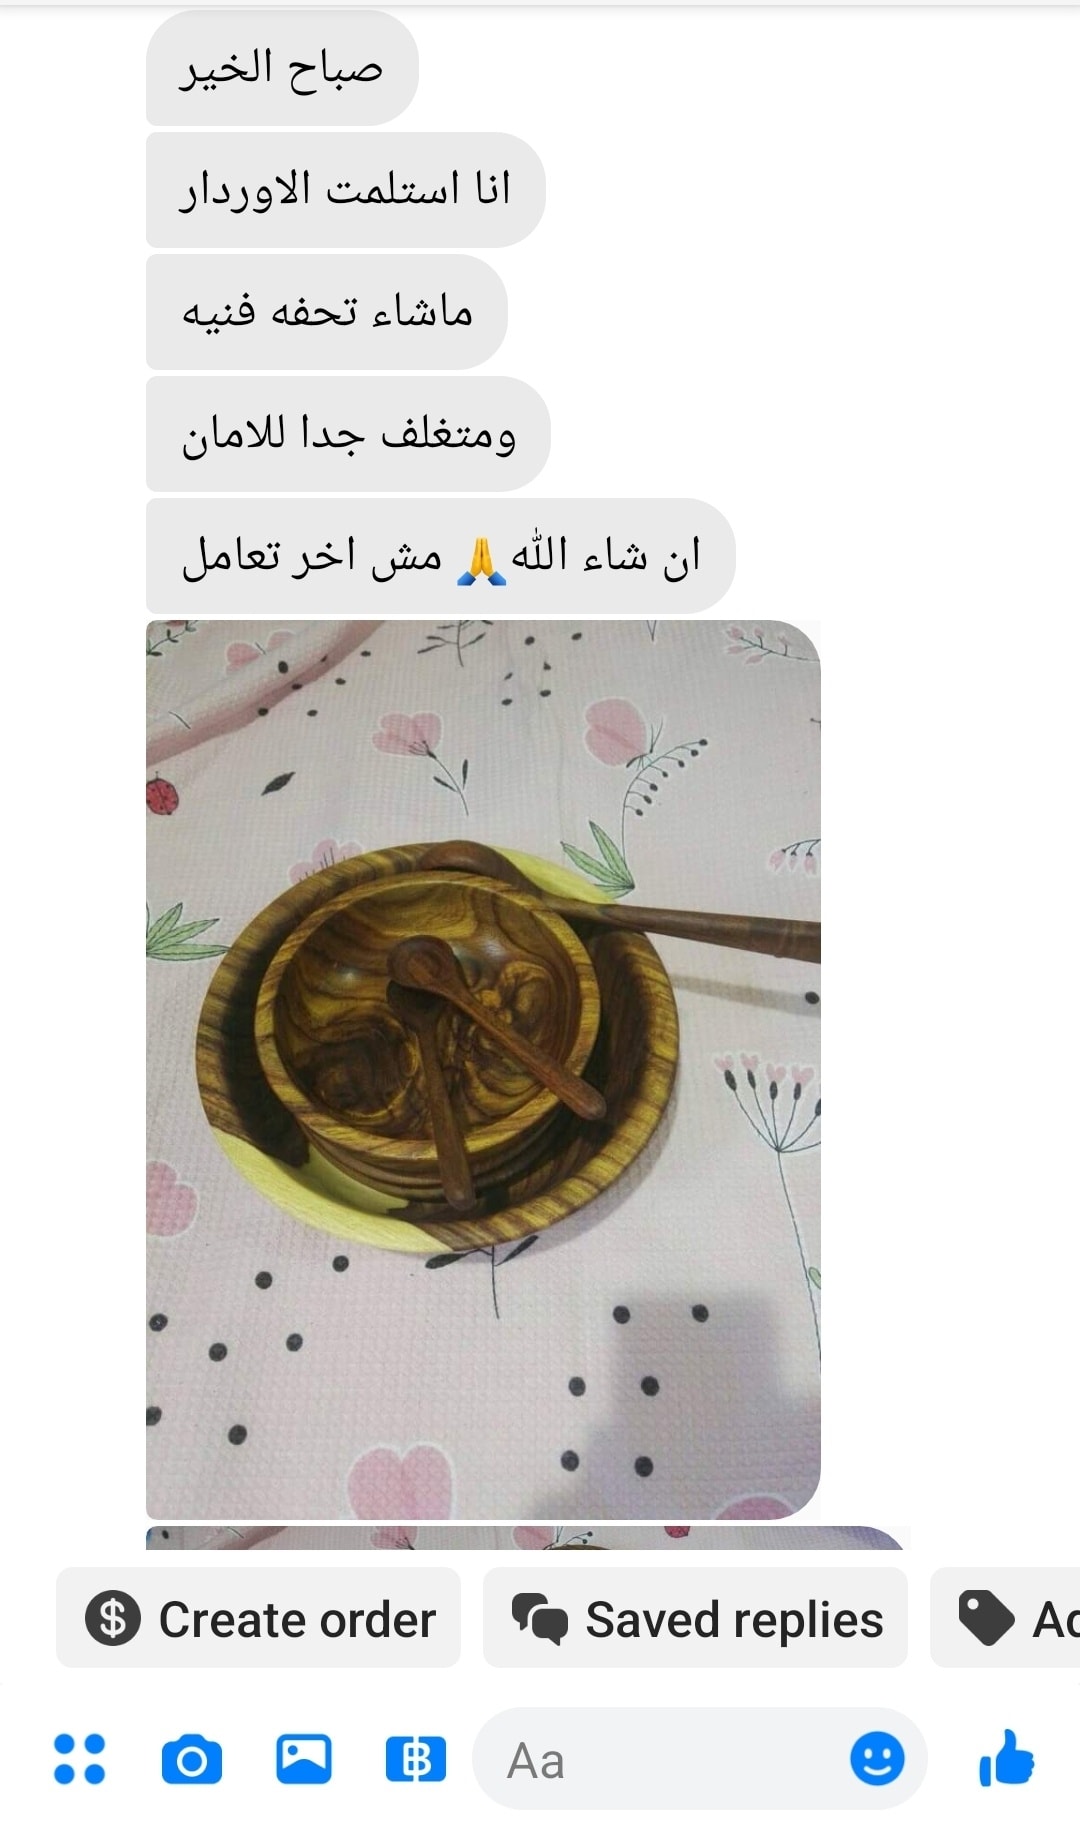 صباح الخير
انا استلمت الاوردار
ماشاء تحفه فنيه
ومتغلف جدا للامان
ان شاء الله🙏 مش اخر تعامل
Create order
Saved replies
Aa